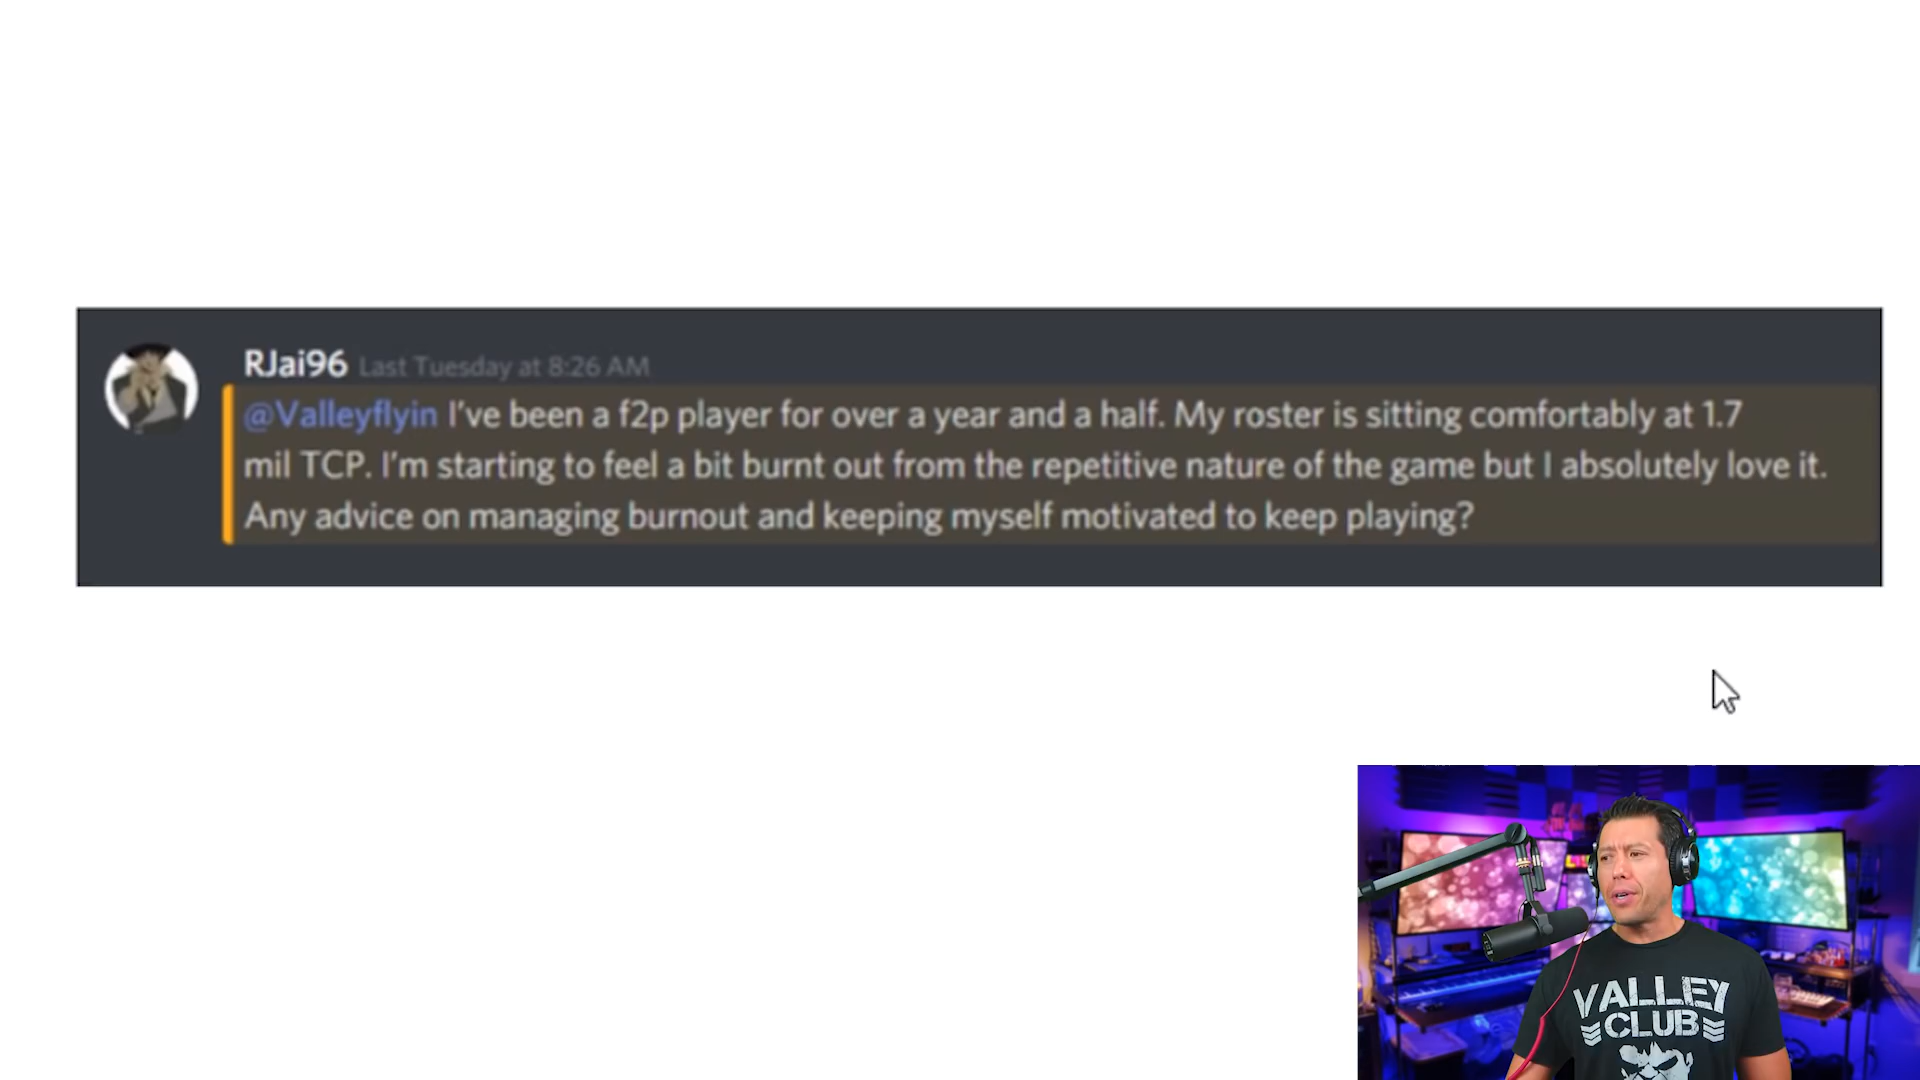 RJai96 Last Tuesday at 8:26 AM
@Valleyflyin I've been a f2p player for over a year and a half. My roster is sitting comfortably at 1.7
mil TCP. I'm starting to feel a bit burnt out from the repetitive nature of the game but I absolutely love it.
Any advice on managing burnout and keeping myself motivated to keep playing?
VALLEY
CLUB